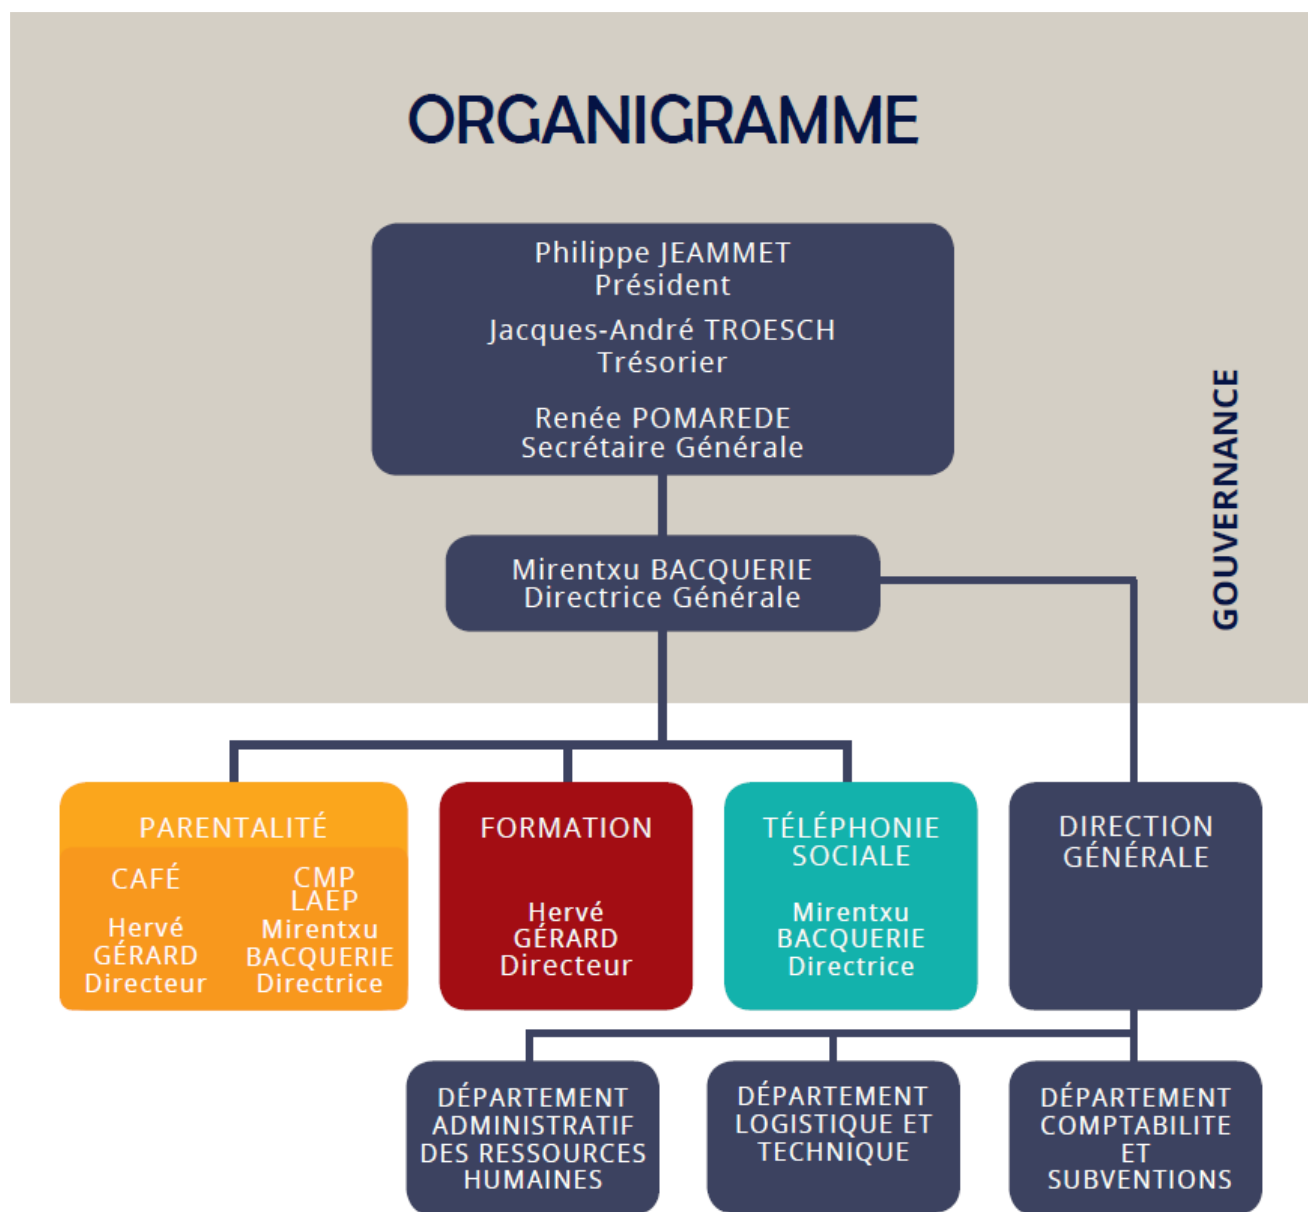 ORGANIGRAMME
Philippe JEAMMET
Président
Jacques-André TROESCH
Trésorier
Renée POMAREDE
Secrétaire Générale
GOUVERNANCE
Mirentxu BACQUERIE
Directrice Générale
PARENTALITÉ
CAFÉ
Hervé
GÉRARD
Directeur
CMP
LAEP
Mirentxu
BACQUERIE
Directrice
FORMATION
Hervé
GÉRARD
Directeur
TÉLÉPHONIE
SOCIALE
Mirentxu
BACQUERIE
Directrice
DIRECTION
GÉNÉRALE
DÉPARTEMENT
ADMINISTRATIF
DES RESSOURCES
HUMAINES
DÉPARTEMENT
LOGISTIQUE ET
TECHNIQUE
DÉPARTEMENT
COMPTABILITE
ET
SUBVENTIONS